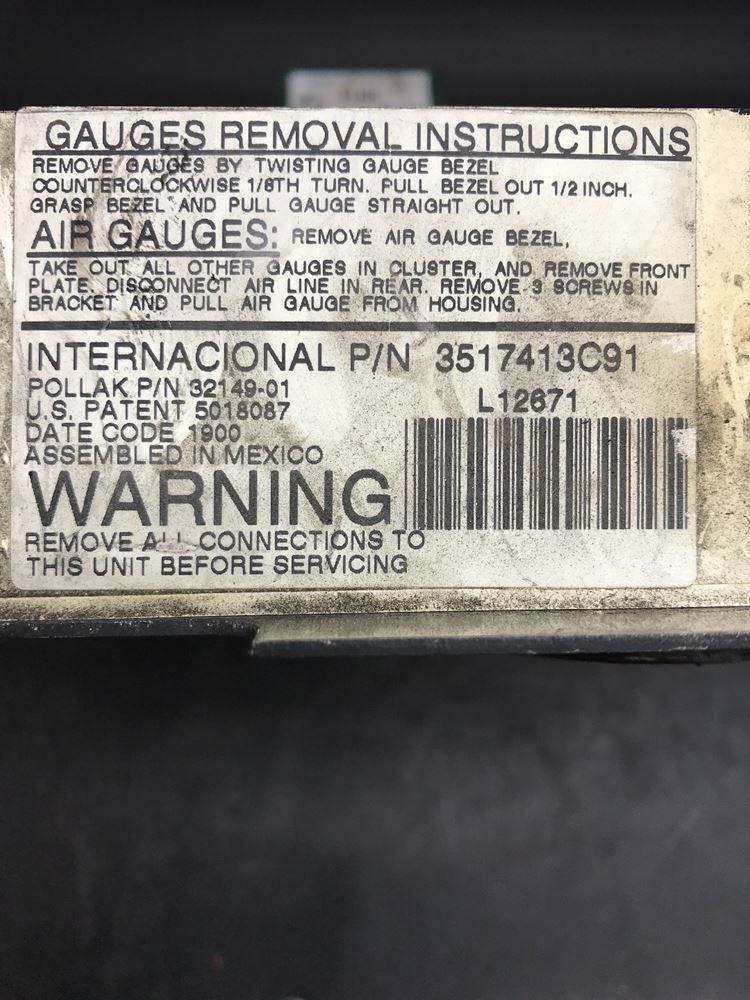 GAUGES REMOVAL INSTRUCTIONS
REMOVE GAUGES BY TWISTING GAUGE BEZEL
COUNTERCLOCKWISE 1/8TH TURN. PULL BEZEL OUT 1/2 INCH.
GRASP BEZEL AND PULL GAUGE STRAIGHT OUT.
AIR GAUGES: REMOVE AIR GAUGE BEZEL,
TAKE OUT ALL OTHER GAUGES IN CLUSTER, AND REMOVE FRONT
PLATE. DISCONNECT AIR LINE IN REAR. REMOVE 3 SCREWS IN
BRACKET AND PULL AIR GAUGE FROM HOUSING.
INTERNACIONAL P/N 3517413C91
POLLAK P/N 32149-01 L12671
U.S. PATENT 5018087
DATE CODE 1900
ASSEMBLED IN MEXICO
WARNING
REMOVE ALL CONNECTIONS TO
THIS UNIT BEFORE SERVICING